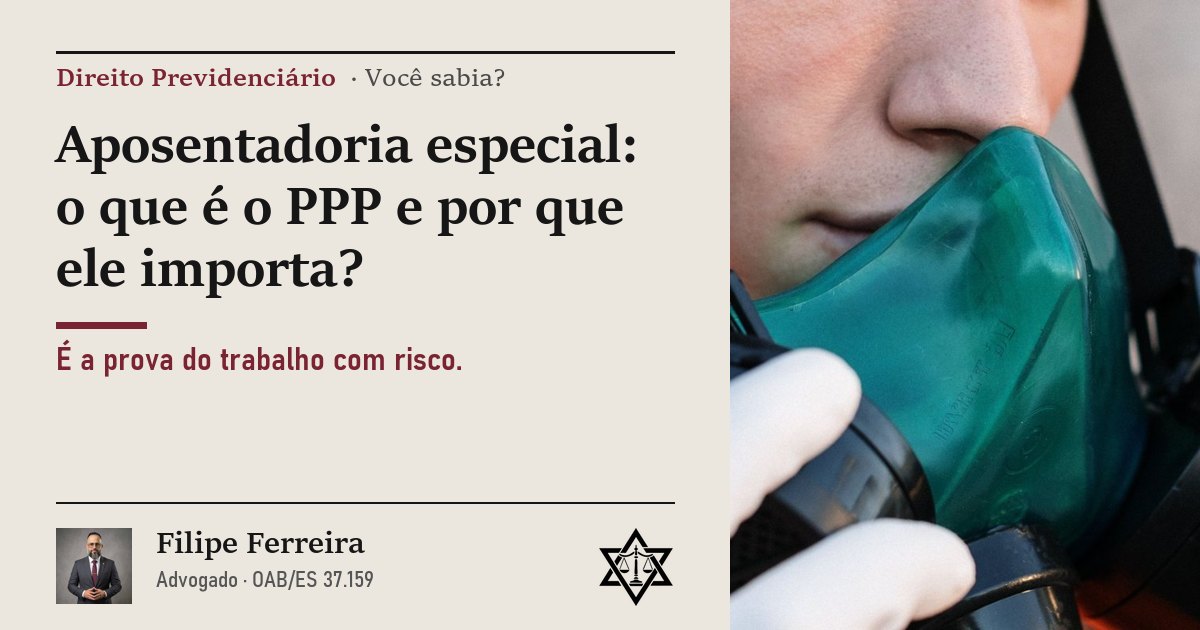 Direito Previdenciário · Você sabia?
Aposentadoria especial:
o que é o PPP e por que
ele importa?
É a prova do trabalho com risco.
Filipe Ferreira
Advogado · OAB/ES 37.159